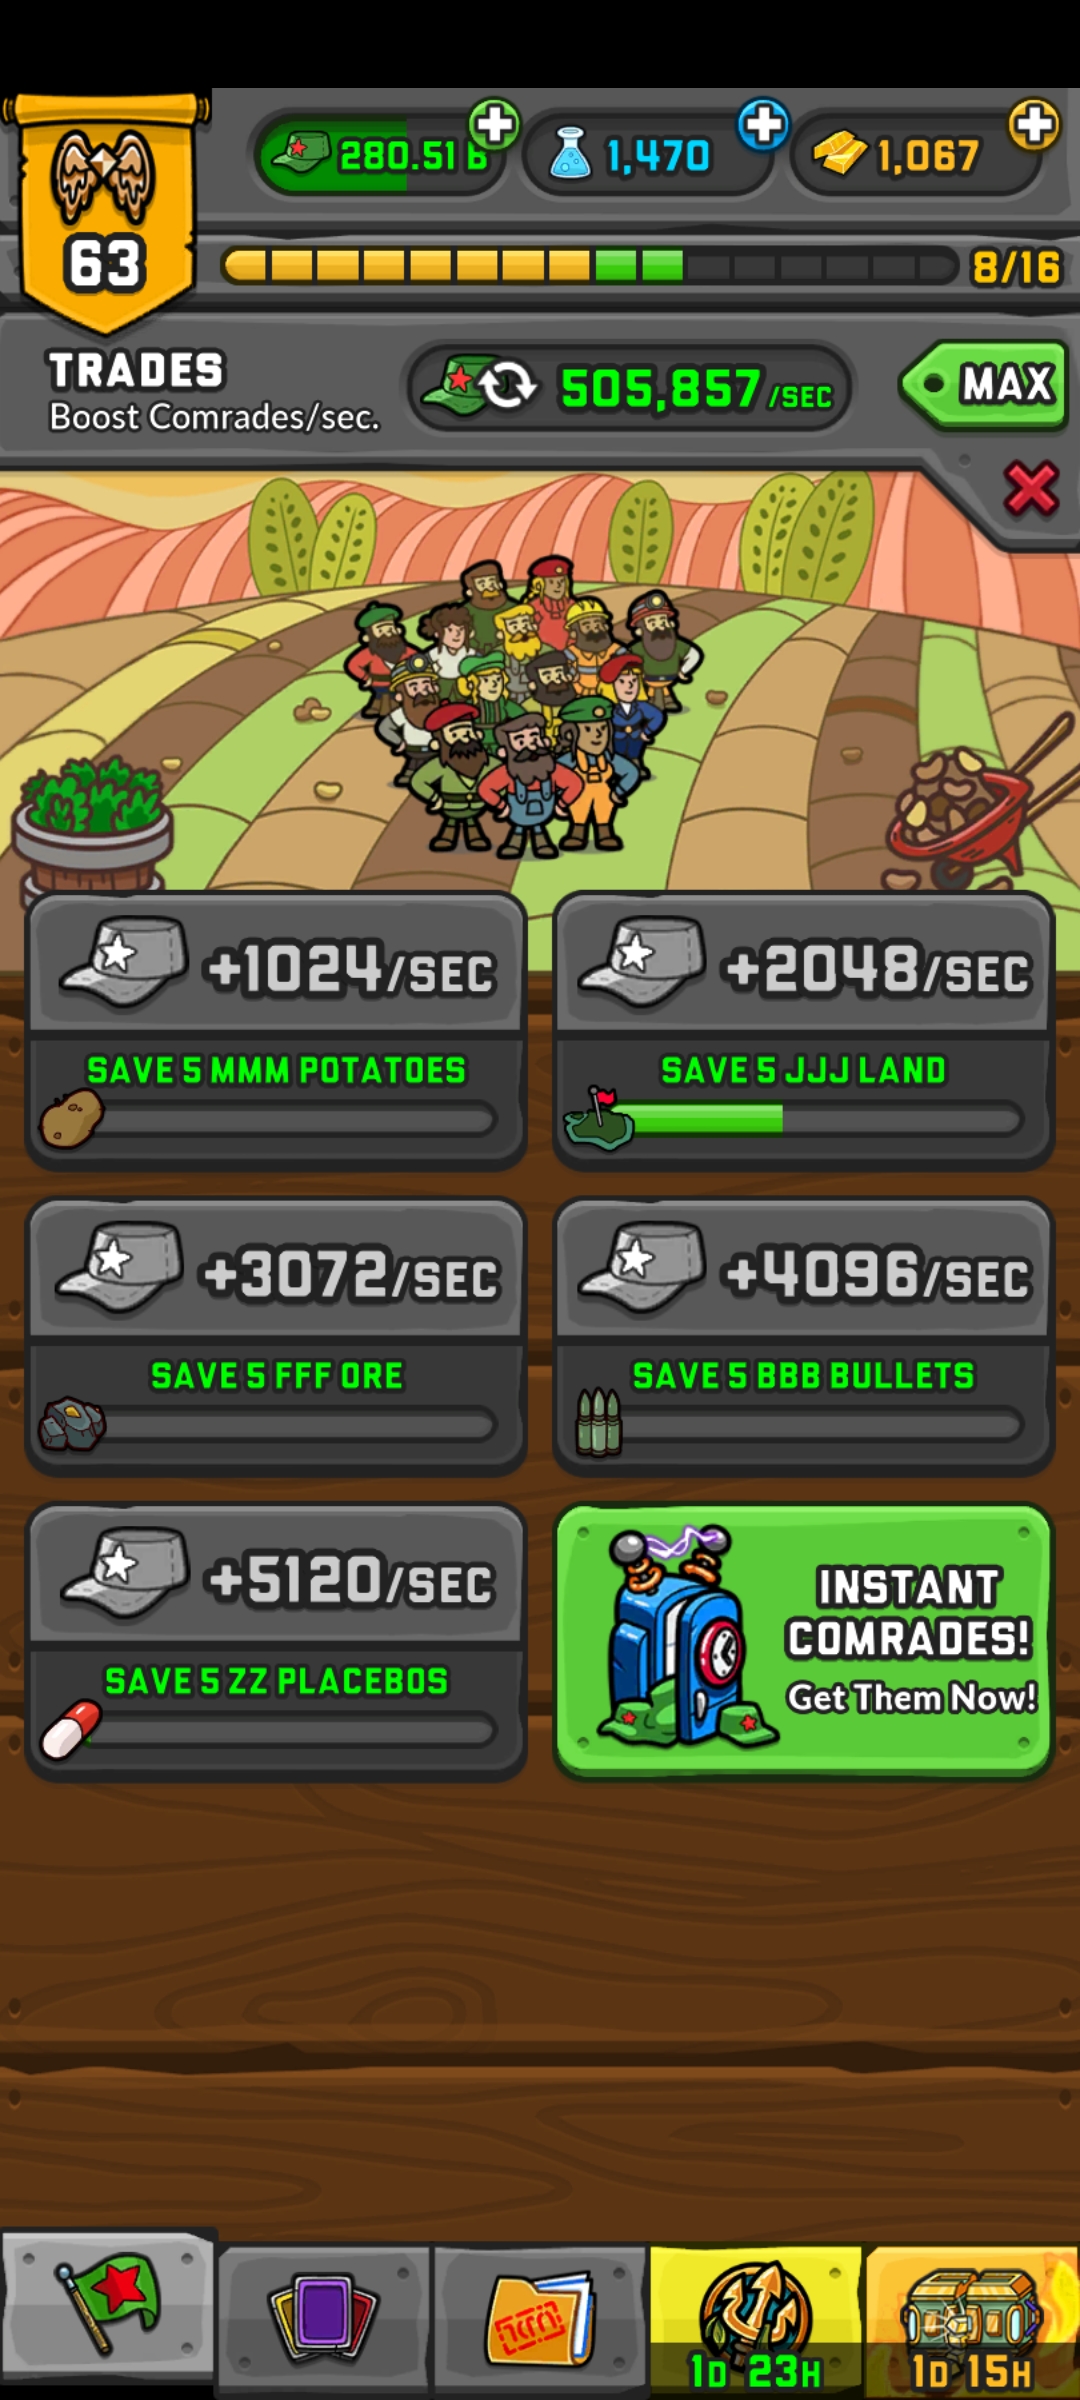 280.51 B
1,470
1,067
63
8/16
TRADES
Boost Comrades/sec.
505,857/SEC
MAX
+1024/SEC
+2048/SEC
SAVE 5 MMM POTATOES
SAVE 5 JJJ LAND
+3072/SEC
+4096/SEC
SAVE 5 FFF ORE
SAVE 5 BBB BULLETS
+5120/SEC
INSTANT
COMRADES!
Get Them Now!
SAVE 5 ZZ PLACEBOS
1D 23H
1D 15H